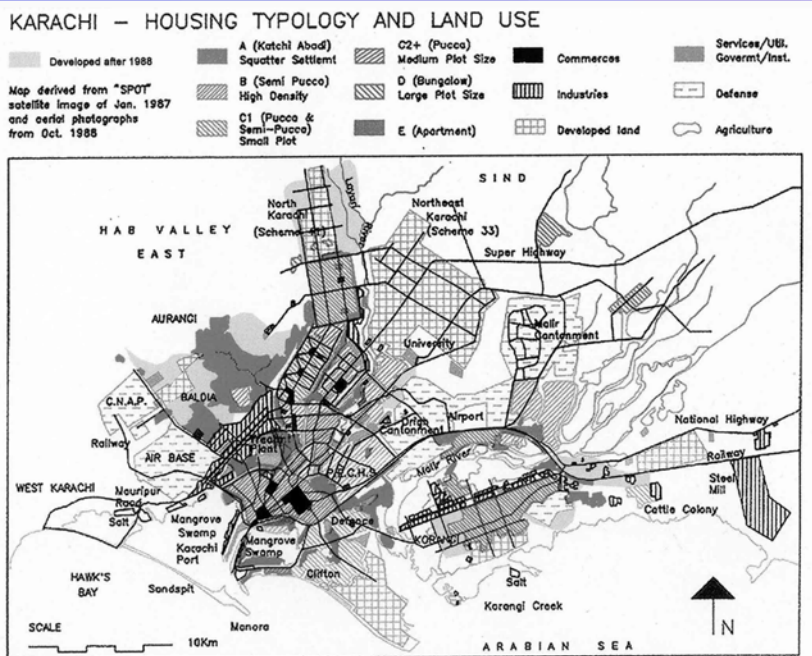 KARACHI – HOUSING TYPOLOGY AND LAND USE
Developed after 1988
Map derived from "SPOT"
satellite image of Jan. 1987
and aerial photographs
from Oct. 1988
A (Katchi Abadi)
Squatter Settlemt
B (Semi Pucca)
High Density
C1 (Pucca &
Semi-Pucca)
Small Plot
C2+ (Pucca)
Medium Plot Size
D (Bungalow)
Large Plot Size
E (Apartment)
Commerces
Industries
Developed land
Services/Util.
Govermt/Inst.
Defense
Agriculture
SIND
HAB VALLEY
EAST
North
Karachi
River
Northeast
Karachi
(Scheme 33)
Super Highway
AURANGI
University
Malir
Cantonment
C.N.A.P.
BALDIA
Railway
AIR BASE
Plant
Cantonment
Airport
P.E.C.H.S
Malir River
National Highway
Railway
Steel
Mill
Cattle Colony
WEST KARACHI
Mauripur
Road
Salt
Mangrove
Swamp
Karachi
Port
Mangrove
Swamp
Defence
KORANGI
Clifton
Salt
HAWK'S
BAY
Sandspit
Manora
Korangi Creek
ARABIAN SEA
SCALE
10Km
N